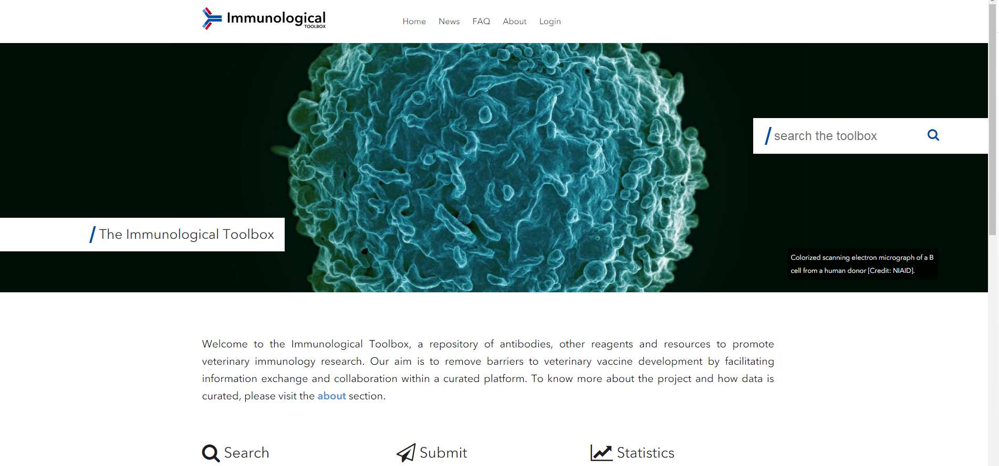 Immunological
TOOLBOX
Home News FAQ About Login
/ search the toolbox
/ The Immunological Toolbox
Colorized scanning electron micrograph of a B
cell from a human donor [Credit: NIAID].
Welcome to the Immunological Toolbox, a repository of antibodies, other reagents and resources to promote
veterinary immunology research. Our aim is to remove barriers to veterinary vaccine development by facilitating
information exchange and collaboration within a curated platform. To know more about the project and how data is
curated, please visit the about section.
Search Submit Statistics